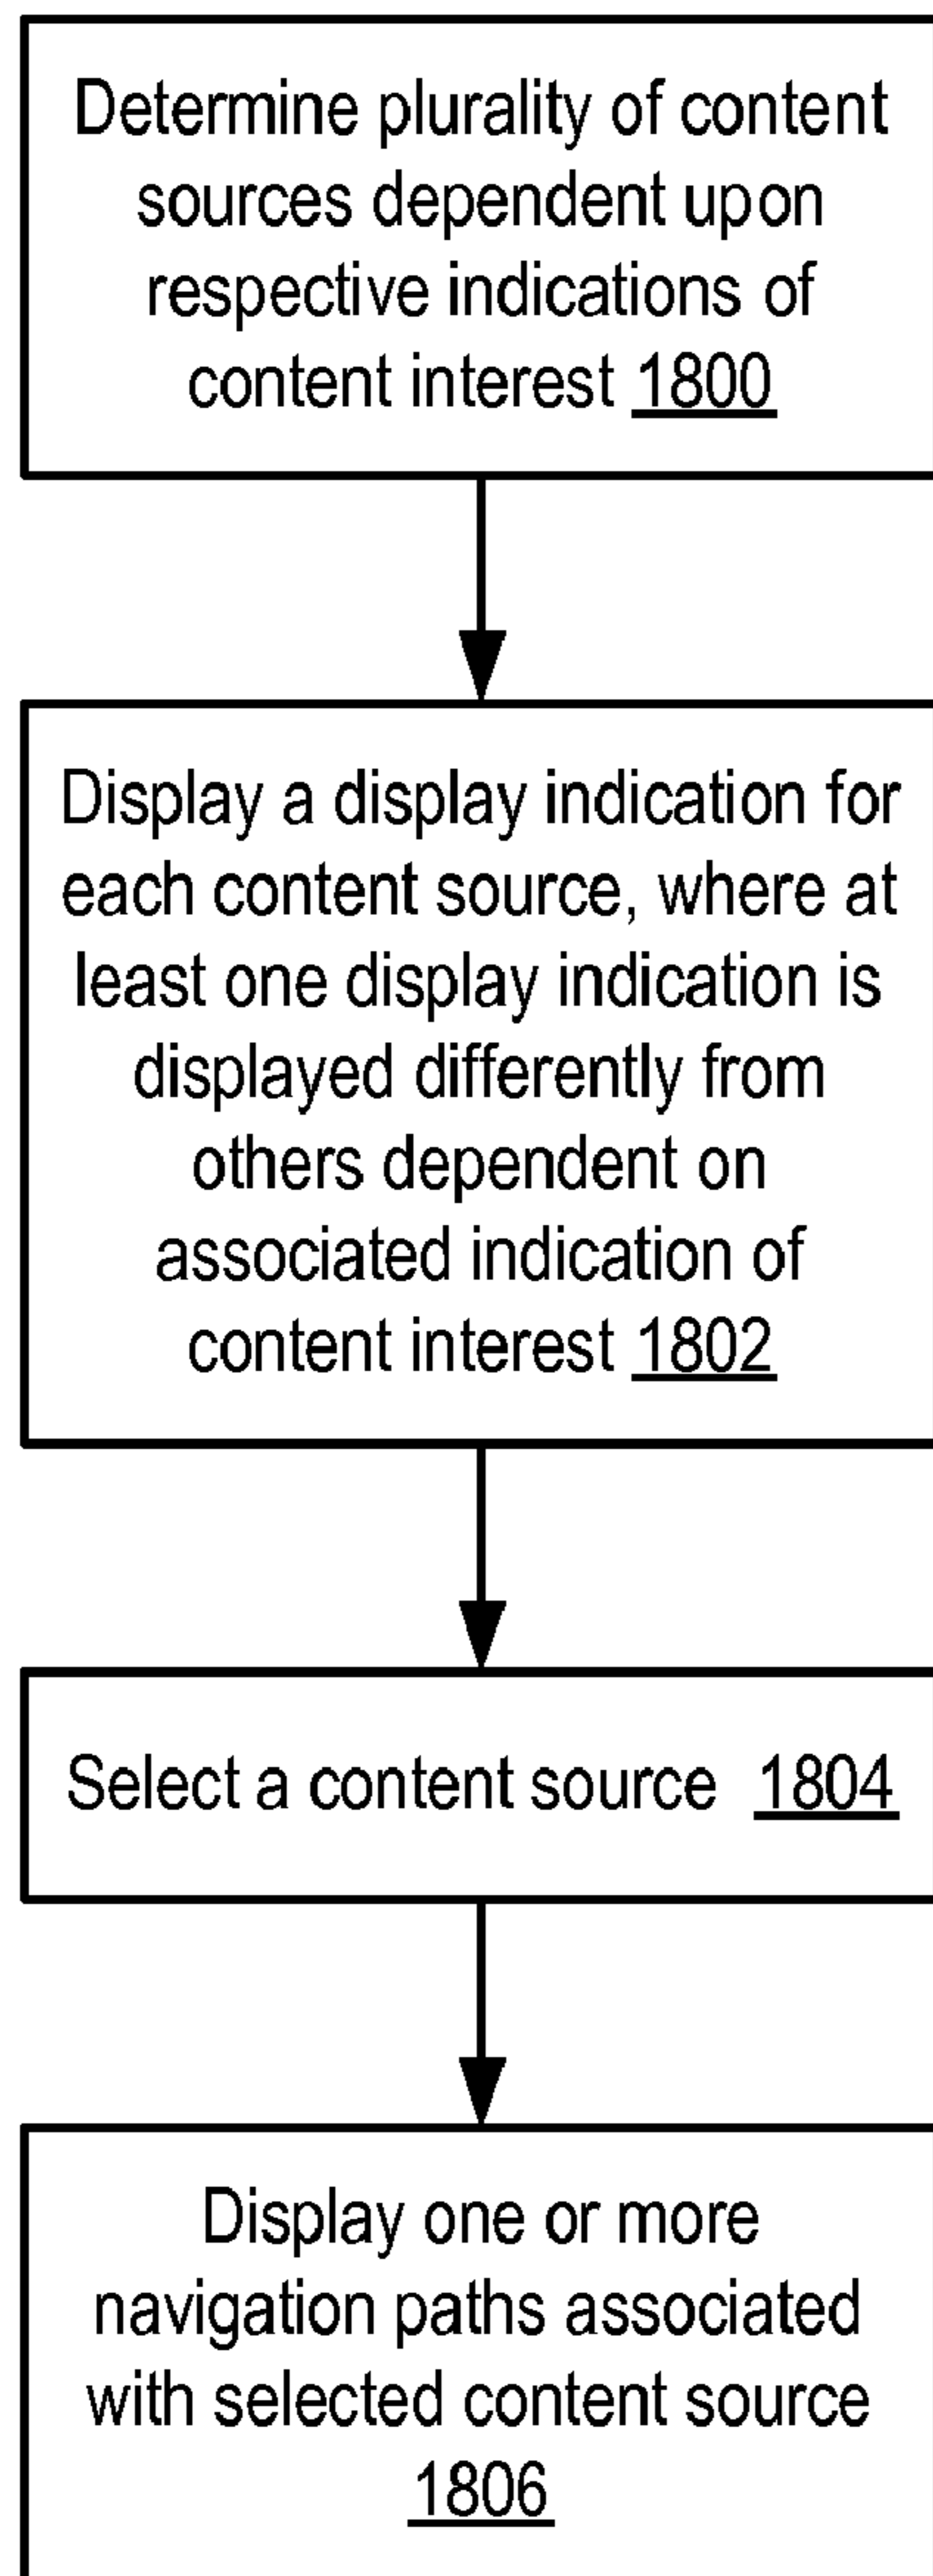 Determine plurality of content
sources dependent upon
respective indications of
content interest 1800
Display a display indication for
each content source, where at
least one display indication is
displayed differently from
others dependent on
associated indication of
content interest 1802
Select a content source 1804
Display one or more
navigation paths associated
with selected content source
1806